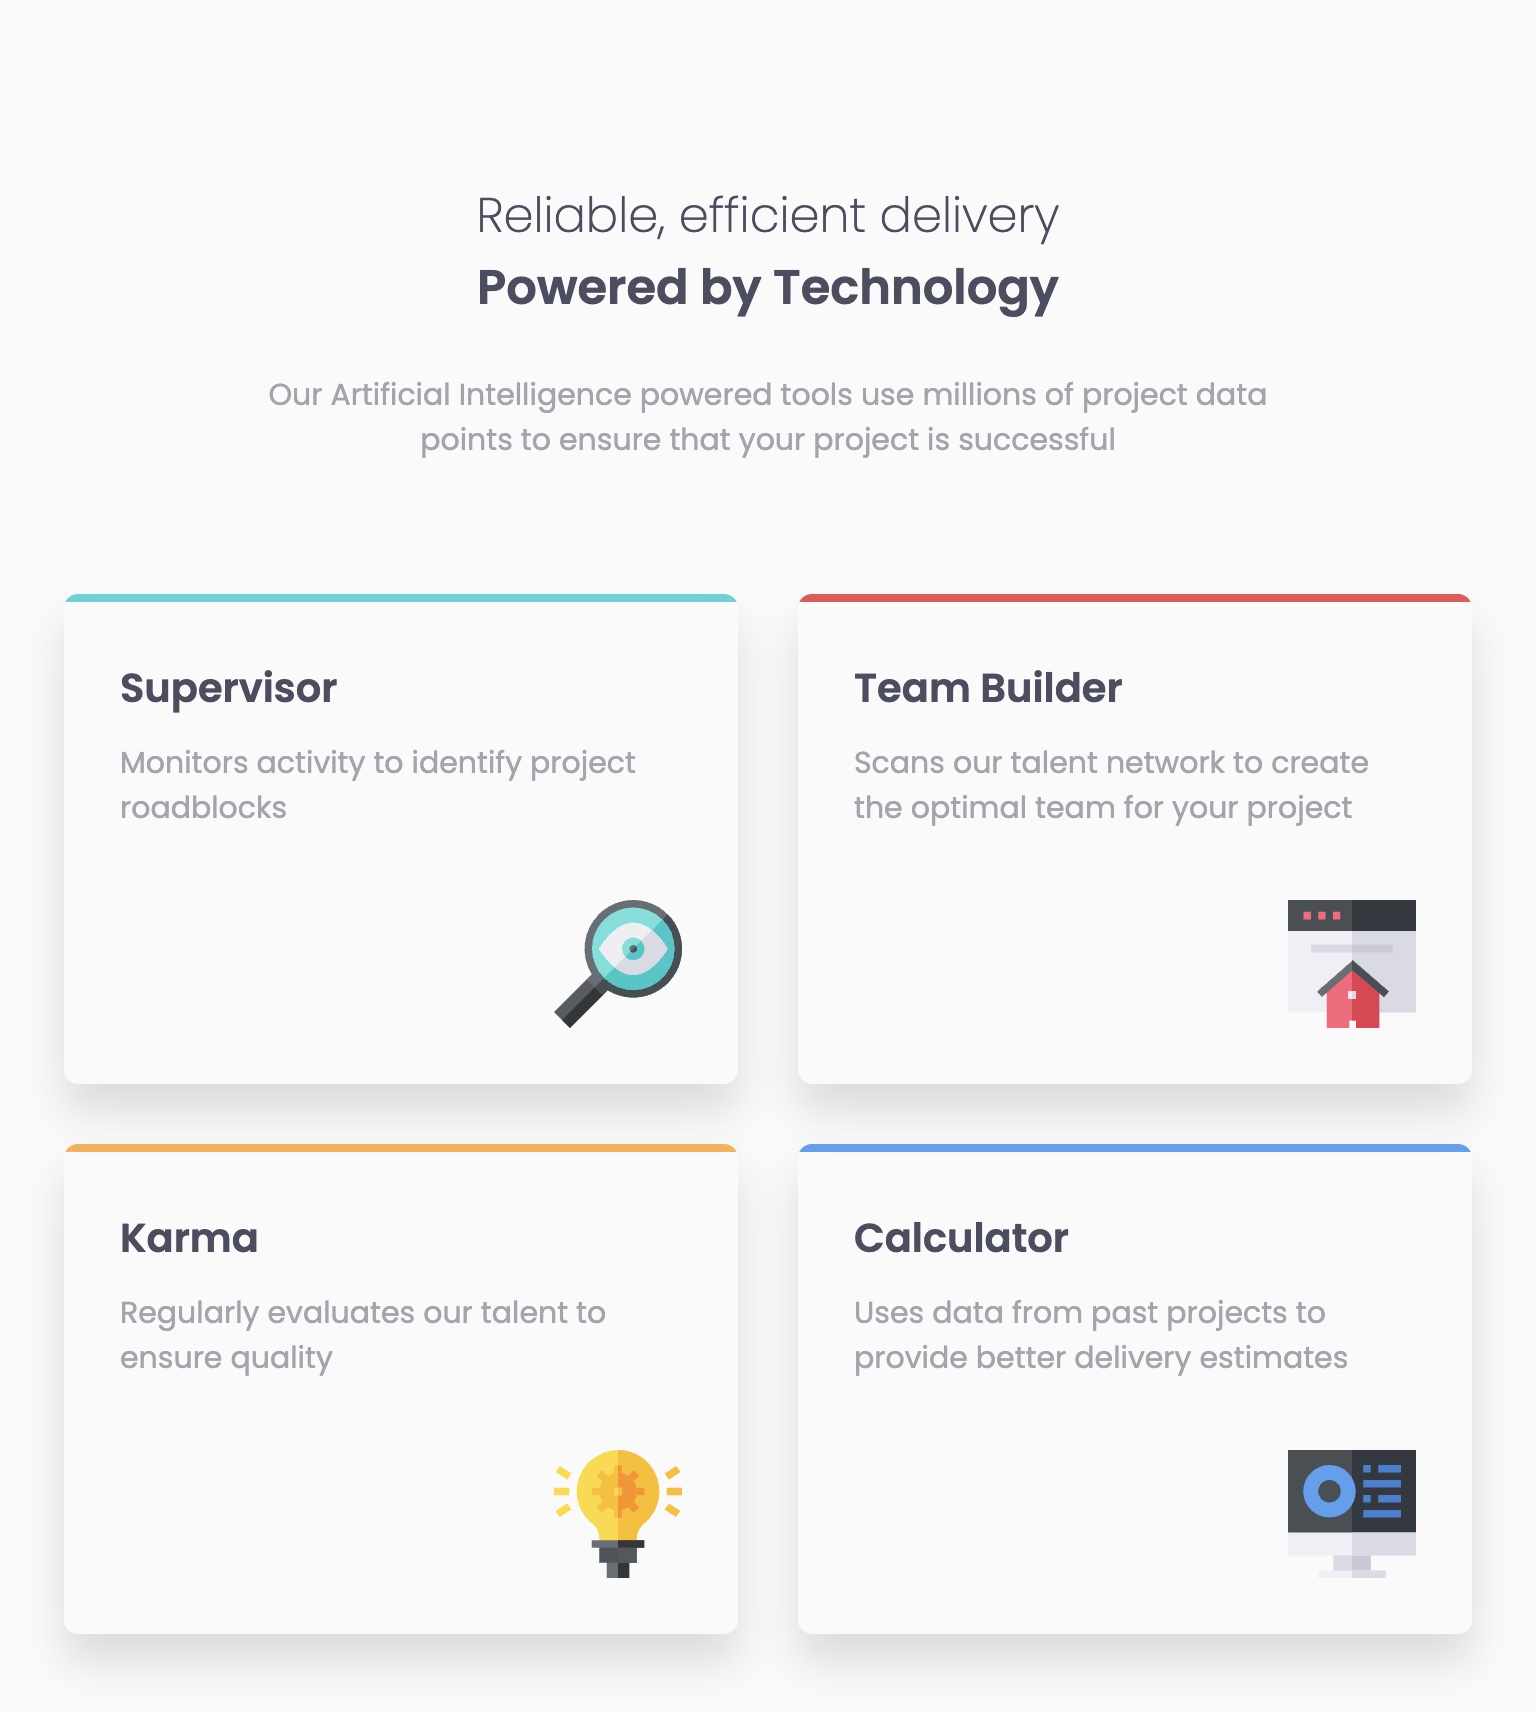 Reliable, efficient delivery
Powered by Technology
Our Artificial Intelligence powered tools use millions of project data
points to ensure that your project is successful
Supervisor
Monitors activity to identify project
roadblocks
Team Builder
Scans our talent network to create
the optimal team for your project
Karma
Regularly evaluates our talent to
ensure quality
Calculator
Uses data from past projects to
provide better delivery estimates